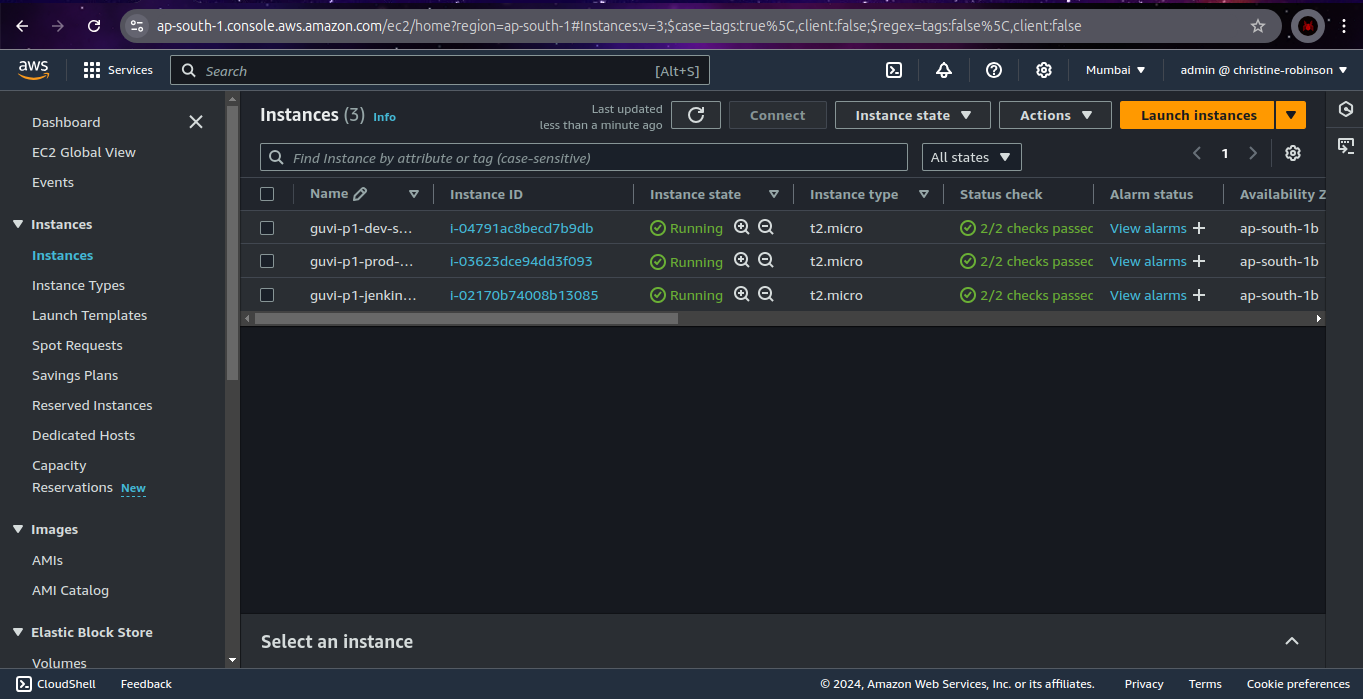 ap-south-1.console.aws.amazon.com/ec2/home?region=ap-south-1#Instances:v=3;$case=tags:true%5C,client:false;$regex=tags:false%5C,client:false
aws Services Search [Alt+S] Mumbai admin @ christine-robinson
Dashboard
EC2 Global View
Events
Instances
Instances
Instance Types
Launch Templates
Spot Requests
Savings Plans
Reserved Instances
Dedicated Hosts
Capacity
Reservations New
Images
AMIs
AMI Catalog
Elastic Block Store
Volumes
Instances (3) Info
Last updated
less than a minute ago
Connect Instance state Actions Launch instances
Find Instance by attribute or tag (case-sensitive) All states 1
Name Instance ID Instance state Instance type Status check Alarm status Availability Z
guvi-p1-dev-s... i-04791ac8becd7b9db Running t2.micro 2/2 checks passec View alarms ap-south-1b
guvi-p1-prod-... i-03623dce94dd3f093 Running t2.micro 2/2 checks passec View alarms ap-south-1b
guvi-p1-jenkin... i-02170b74008b13085 Running t2.micro 2/2 checks passec View alarms ap-south-1b
Select an instance
CloudShell Feedback © 2024, Amazon Web Services, Inc. or its affiliates. Privacy Terms Cookie preferences